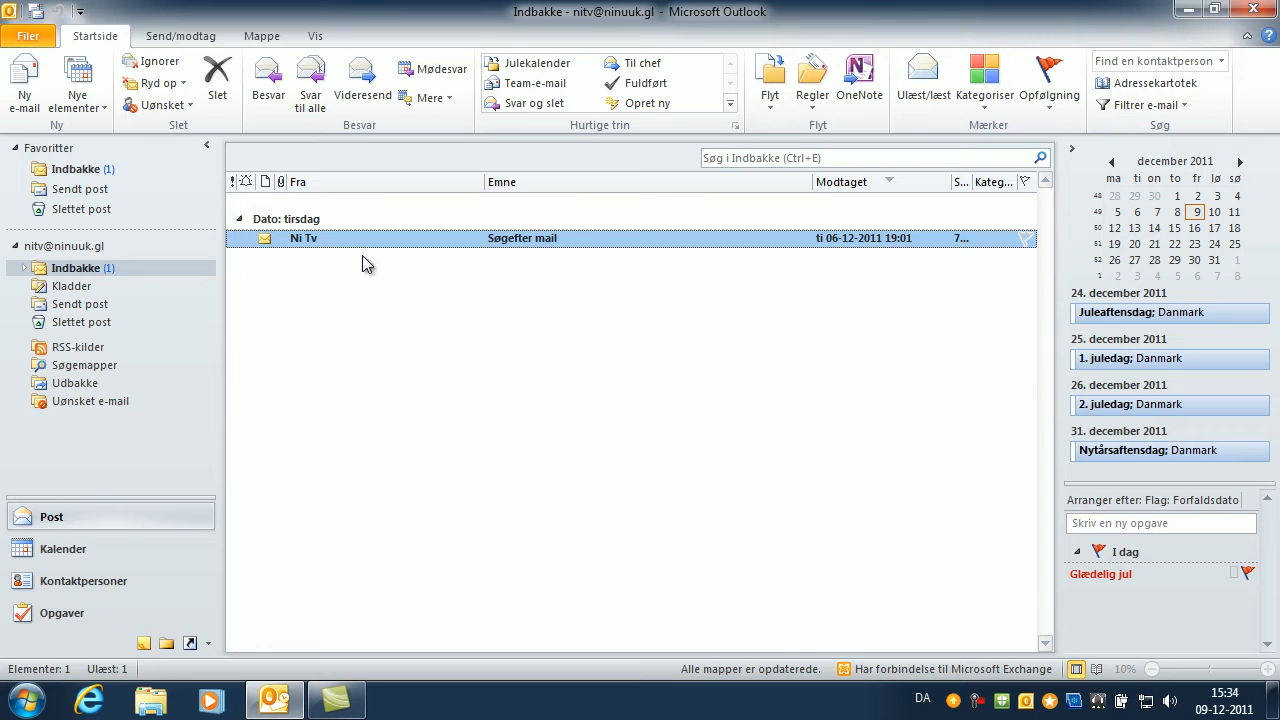 Indbakke - nitv@ninuuk.gl - Microsoft Outlook
Filer Startside Send/modtag Mappe Vis
Ny e-mail
Nye elementer
Ignorer
Ryd op
Uønsket
Slet
Ny
Slet
Besvar
Svar til alle
Videresend
Mødesvar
Mere
Besvar
Julekalender
Team-e-mail
Svar og slet
Til chef
Fuldført
Opret ny
Hurtige trin
Flyt
Regler
OneNote
Flyt
Ulæst/læst
Kategoriser
Opfølgning
Mærker
Find en kontaktperson
Adressekartotek
Filtrer e-mail
Søg
Favoritter
Indbakke (1)
Sendt post
Slettet post
nitv@ninuuk.gl
Indbakke (1)
Kladder
Sendt post
Slettet post
RSS-kilder
Søgemapper
Udbakke
Uønsket e-mail
Post
Kalender
Kontaktpersoner
Opgaver
Søg i Indbakke (Ctrl+E)
Fra Emne Modtaget S... Kateg...
Dato: tirsdag
Ni Tv Søgefter mail ti 06-12-2011 19:01 7...
december 2011
ma ti on to fr lø sø
48 28 29 30 1 2 3 4
49 5 6 7 8 9 10 11
50 12 13 14 15 16 17 18
51 19 20 21 22 23 24 25
52 26 27 28 29 30 31 1
1 2 3 4 5 6 7 8
24. december 2011
Juleaftensdag; Danmark
25. december 2011
1. juledag; Danmark
26. december 2011
2. juledag; Danmark
31. december 2011
Nytårsaftensdag; Danmark
Arranger efter: Flag: Forfaldsdato
Skriv en ny opgave
I dag
Glædelig jul
Elementer: 1 Ulæst: 1
Alle mapper er opdaterede. Har forbindelse til Microsoft Exchange 10%
DA
15:34
09-12-2011